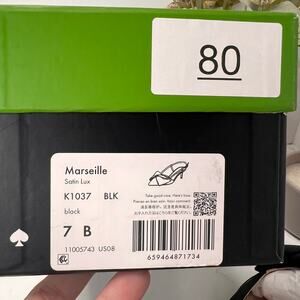 80
Marseille
Satin Lux
K1037 BLK
black
7 B
11005743 US08
659464871734